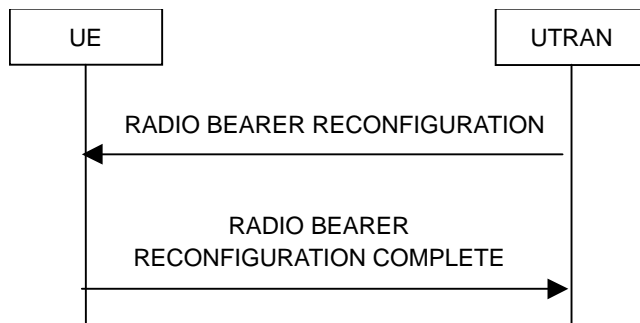 UE
UTRAN
RADIO BEARER RECONFIGURATION
RADIO BEARER
RECONFIGURATION COMPLETE